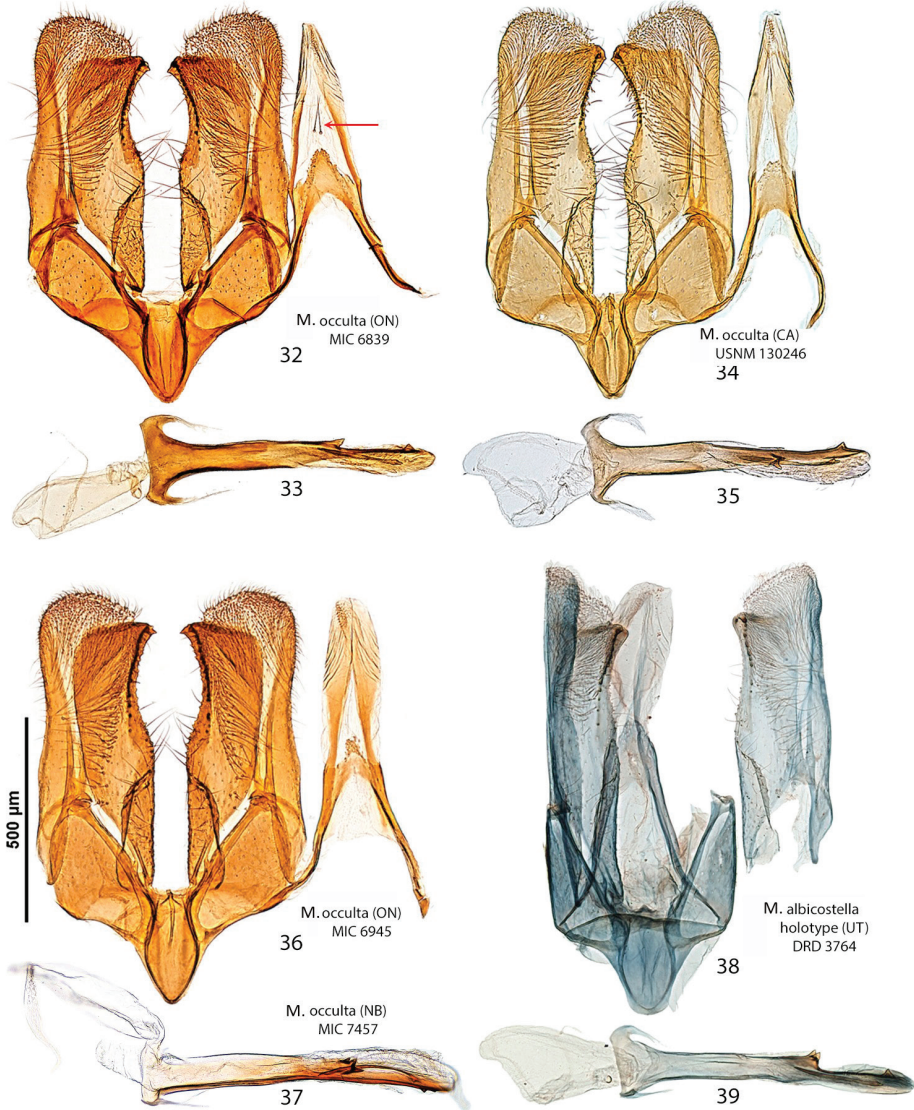 M. occulta (ON)
MIC 6839
32
M. occulta (CA)
USNM 130246
34
33
35
500 µm
M. occulta (ON)
MIC 6945
36
M. albicostella
holotype (UT)
DRD 3764
38
M. occulta (NB)
MIC 7457
37
39